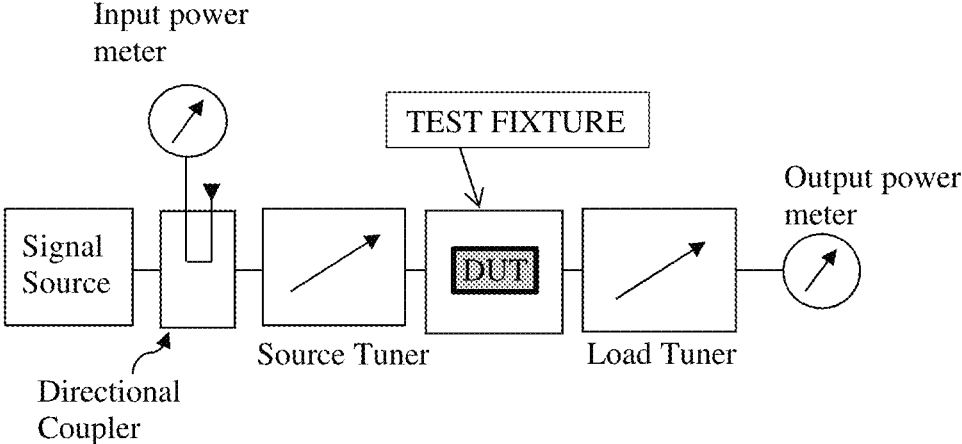 Input power
meter
TEST FIXTURE
Output power
meter
Signal
Source
DUT
Source Tuner
Load Tuner
Directional
Coupler